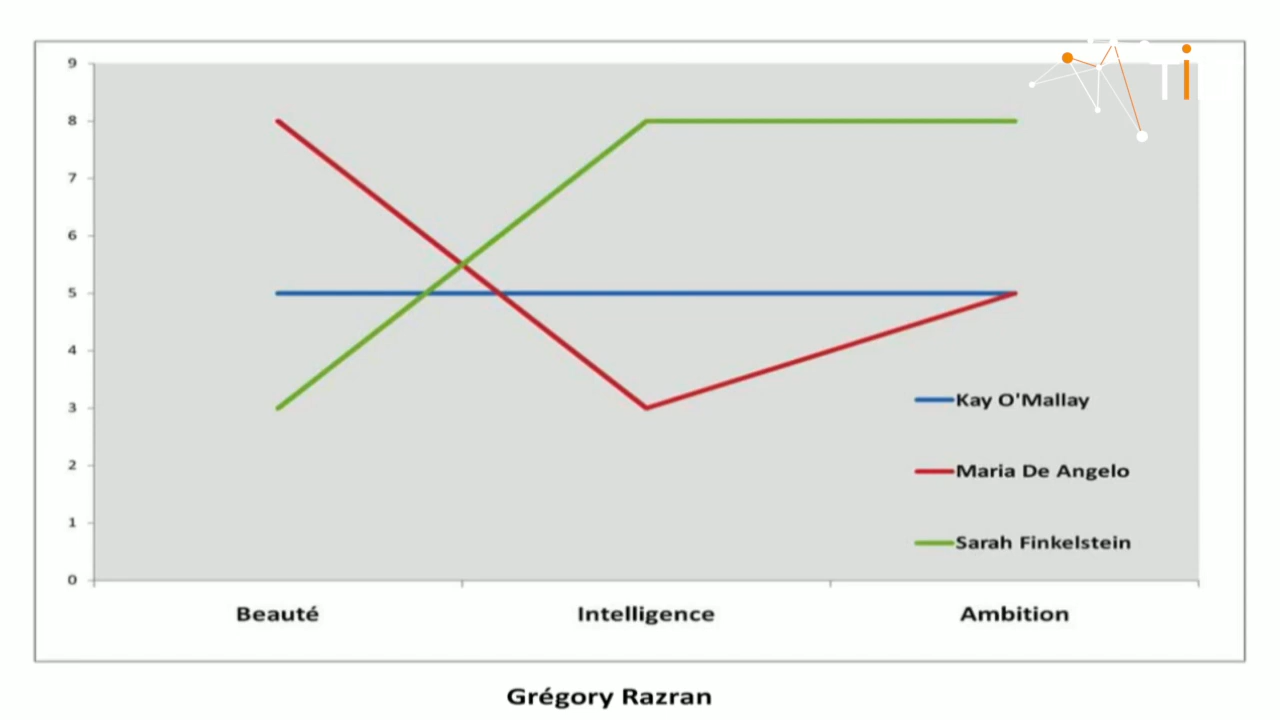 9
8
7
6
5
4
3
2
1
0
Kay O'Mallay
Maria De Angelo
Sarah Finkelstein
Beauté Intelligence Ambition
Grégory Razran